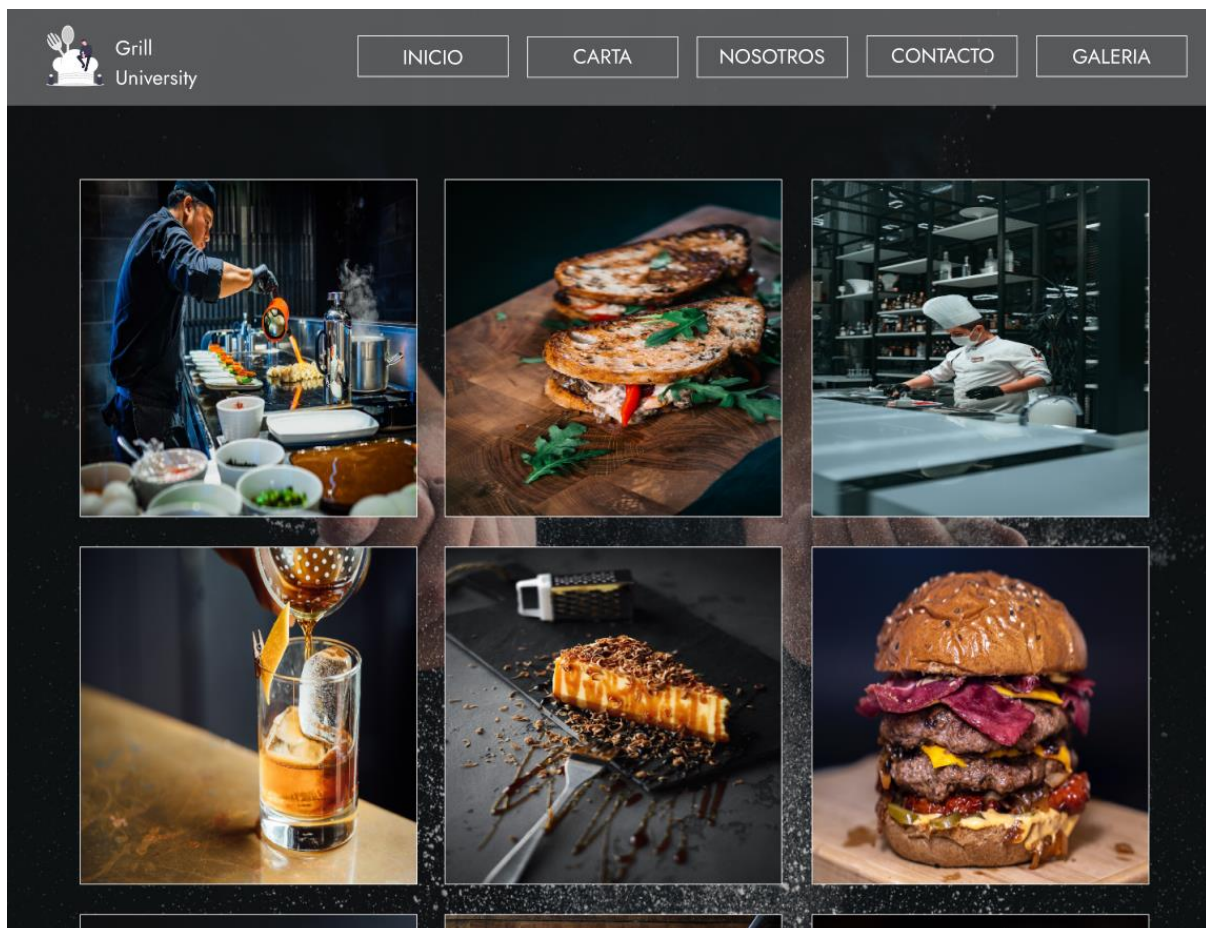 Grill
University
INICIO
CARTA
NOSOTROS
CONTACTO
GALERIA